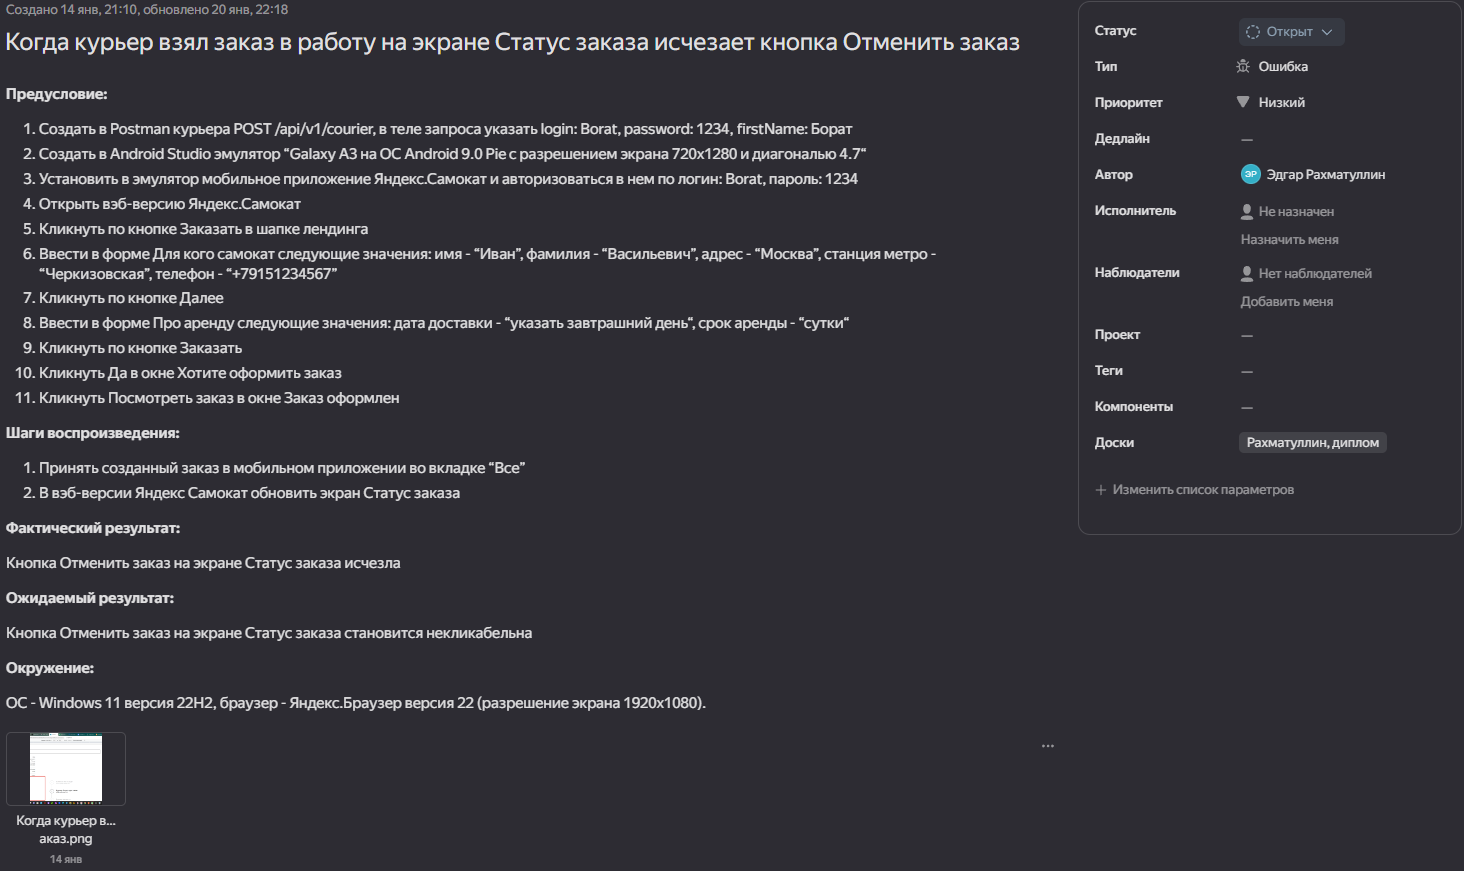 Создано 14 янв, 21:10, обновлено 20 янв, 22:18
Когда курьер взял заказ в работу на экране Статус заказа исчезает кнопка Отменить заказ
Предусловие:
1. Создать в Postman курьера POST /api/v1/courier, в теле запроса указать login: Borat, password: 1234, firstName: Борат
2. Создать в Android Studio эмулятор “Galaxy A3 на ОС Android 9.0 Pie с разрешением экрана 720x1280 и диагональю 4.7“
3. Установить в эмулятор мобильное приложение Яндекс.Самокат и авторизоваться в нем по логин: Borat, пароль: 1234
4. Открыть вэб-версию Яндекс.Самокат
5. Кликнуть по кнопке Заказать в шапке лендинга
6. Ввести в форме Для кого самокат следующие значения: имя - “Иван”, фамилия - “Васильевич”, адрес - “Москва”, станция метро -
“Черкизовская”, телефон - “+79151234567”
7. Кликнуть по кнопке Далее
8. Ввести в форме Про аренду следующие значения: дата доставки - “указать завтрашний день“, срок аренды - “сутки“
9. Кликнуть по кнопке Заказать
10. Кликнуть Да в окне Хотите оформить заказ
11. Кликнуть Посмотреть заказ в окне Заказ оформлен
Шаги воспроизведения:
1. Принять созданный заказ в мобильном приложении во вкладке “Все”
2. В вэб-версии Яндекс Самокат обновить экран Статус заказа
Фактический результат:
Кнопка Отменить заказ на экране Статус заказа исчезла
Ожидаемый результат:
Кнопка Отменить заказ на экране Статус заказа становится некликабельна
Окружение:
ОС - Windows 11 версия 22H2, браузер - Яндекс.Браузер версия 22 (разрешение экрана 1920x1080).
Когда курьер в...
аказ.png
14 янв
Статус Открыт
Тип Ошибка
Приоритет Низкий
Дедлайн —
Автор ЭР Эдгар Рахматуллин
Исполнитель Не назначен
Назначить меня
Наблюдатели Нет наблюдателей
Добавить меня
Проект —
Теги —
Компоненты —
Доски Рахматуллин, диплом
+ Изменить список параметров